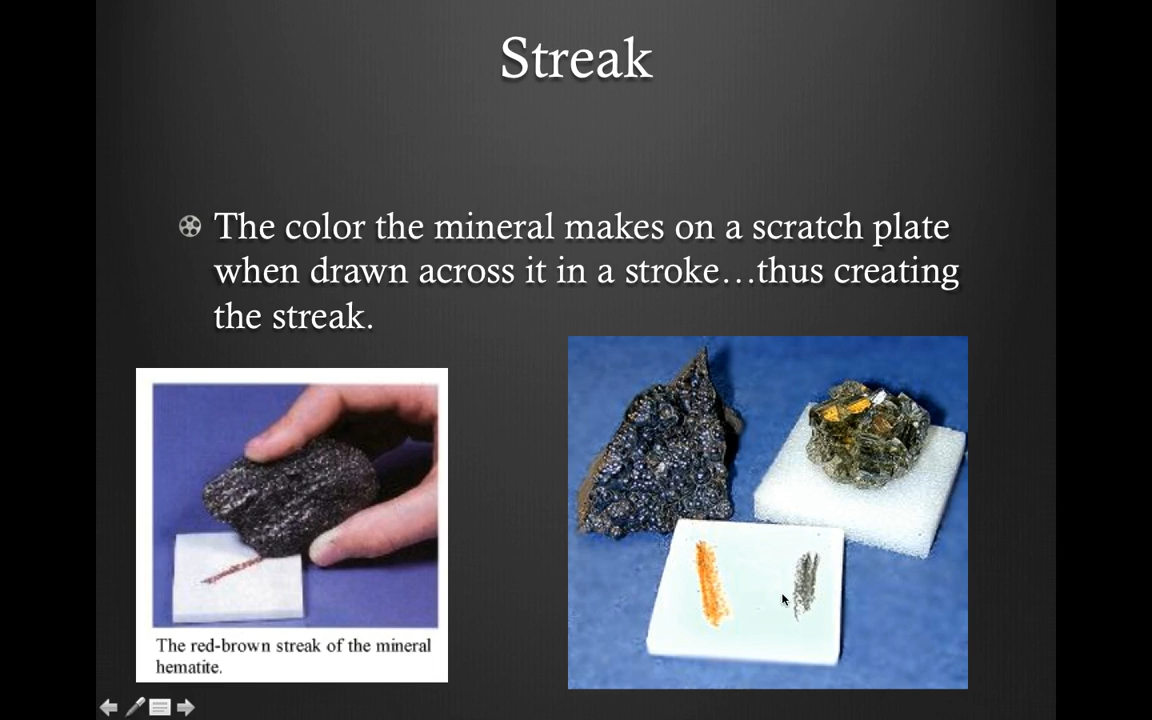 Streak
The color the mineral makes on a scratch plate
when drawn across it in a stroke…thus creating
the streak.
The red-brown streak of the mineral
hematite.